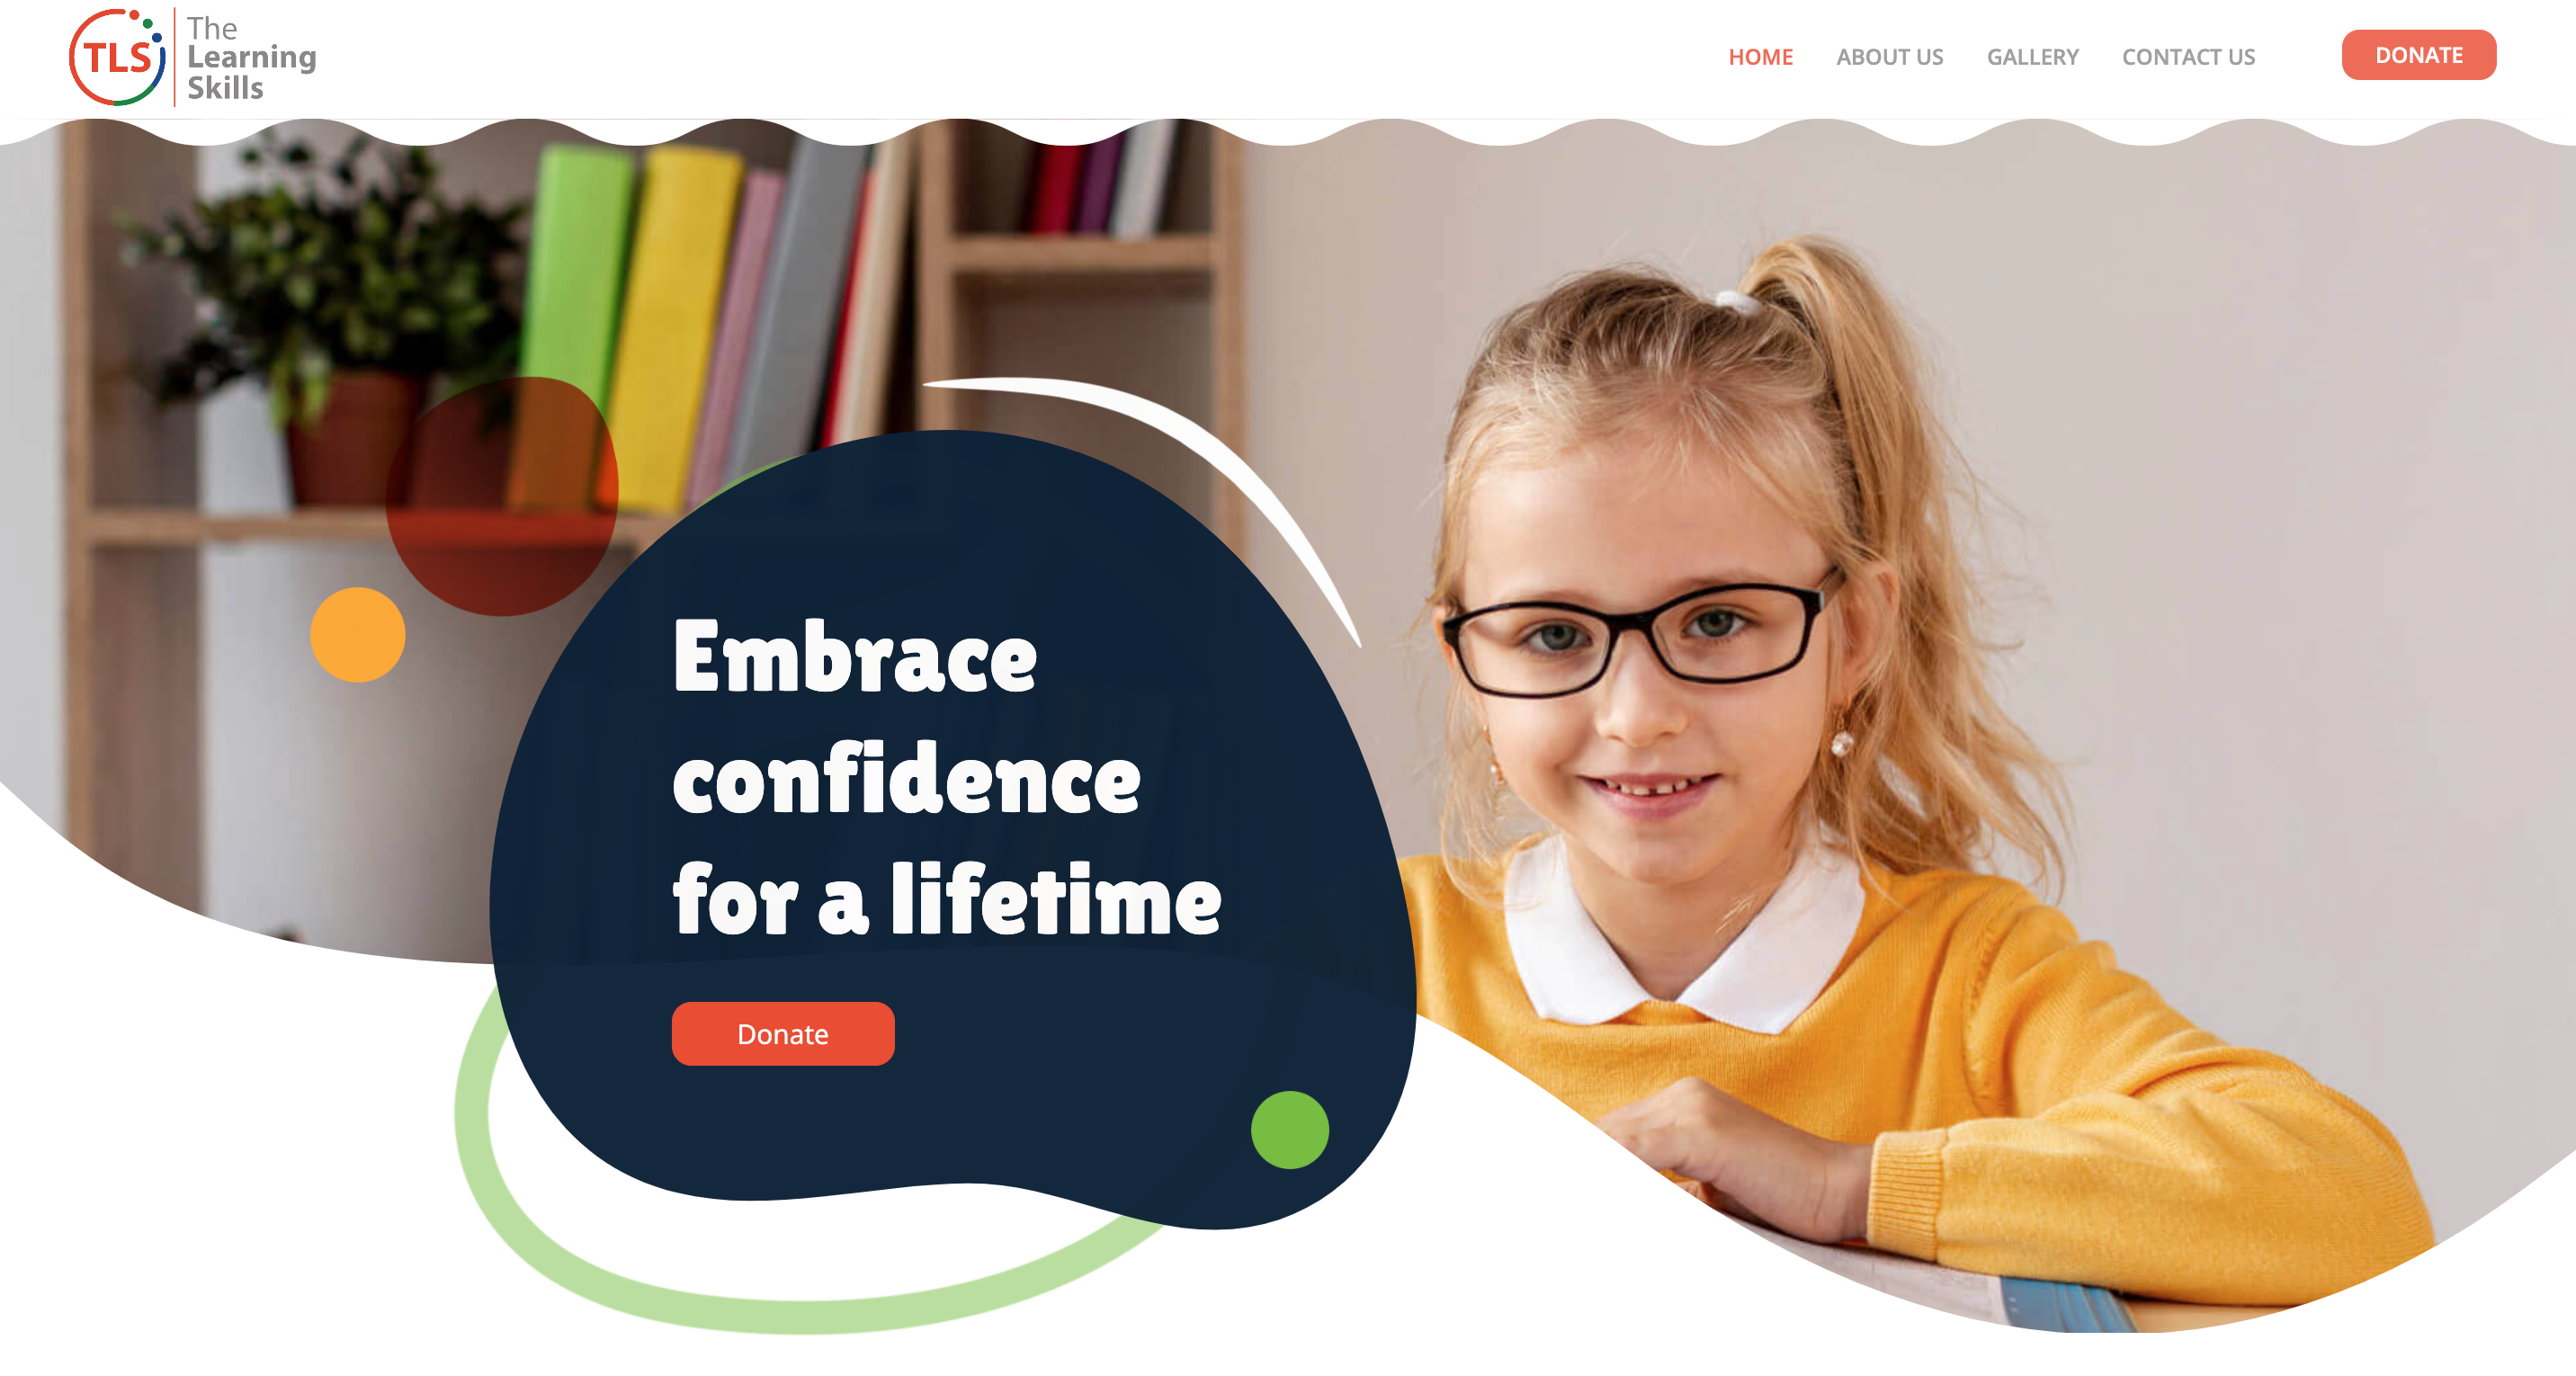 TLS
The
Learning
Skills
HOME ABOUT US GALLERY CONTACT US DONATE
Embrace
confidence
for a lifetime
Donate